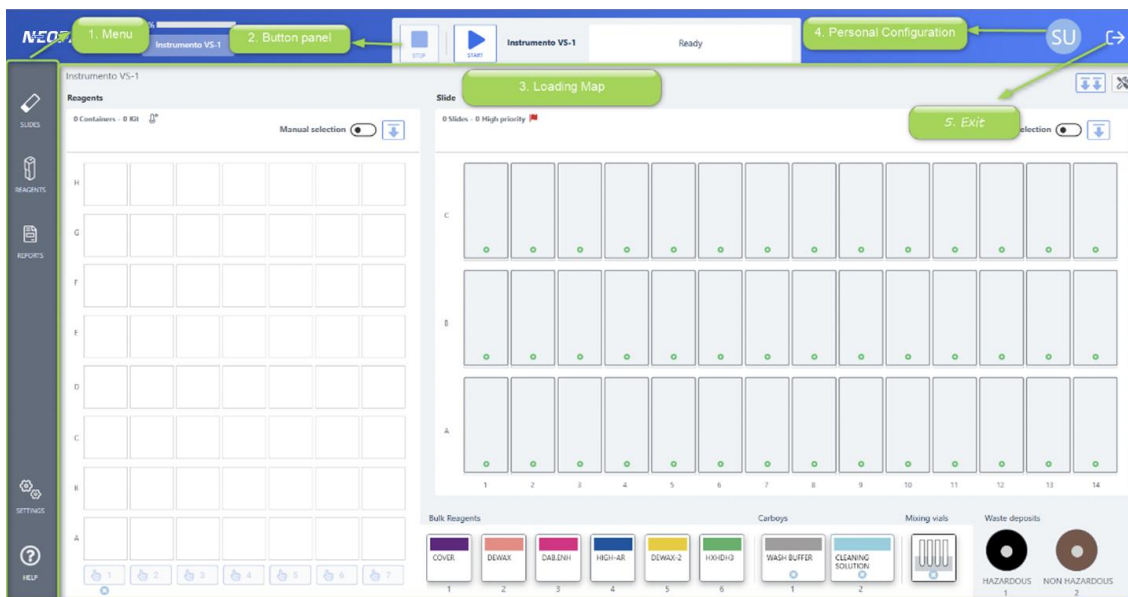 1. Menu
%
Instrumento VS-1
2. Button panel
STOP
START
Instrumento VS-1
Ready
4. Personal Configuration
SU
Instrumento VS-1
Reagents
0 Containers - 0 Kit
Manual selection
Slide
3. Loading Map
0 Slides - 0 High priority
5. Exit
election
SLIDES
REAGENTS
REPORTS
SETTINGS
HELP
H
G
F
E
D
C
B
A
1 2 3 4 5 6 7
C
B
A
1 2 3 4 5 6 7 8 9 10 11 12 13 14
Bulk Reagents
COVER DEWAX DAB.ENH HIGH-AR DEWAX-2 HXHDH3
1 2 3 4 5 6
Carboys
WASH BUFFER
CLEANING
SOLUTION
1 2
Mixing vials
Waste deposits
HAZARDOUS NON HAZARDOUS
1 2